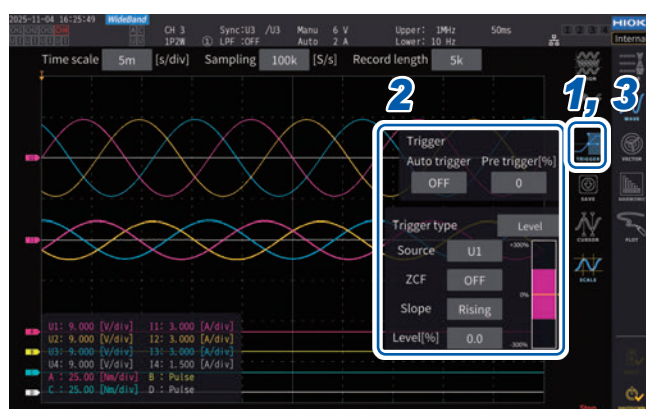 2025-11-04 16:25:49 WideBand
CH 3 Sync:U3 /U3 Manu 6 V Upper: 1MHz 50ms
1P2W ① LPF :OFF Auto 2 A Lower: 10 Hz
HIOKI
Interna
Time scale 5m [s/div] Sampling 100k [S/s] Record length 5k
2
1, 3
Trigger
Auto trigger Pre trigger[%]
OFF 0
Trigger type Level
Source U1
+300%
ZCF OFF
0%
Slope Rising
Level[%] 0.0
-300%
WAVE
TRIGGER
VECTOR
SAVE
HARMONIC
CURSOR
PLOT
SCALE
U1: 9.000 [V/div] I1: 3.000 [A/div]
U2: 9.000 [V/div] I2: 3.000 [A/div]
U3: 9.000 [V/div] I3: 3.000 [A/div]
U4: 9.000 [V/div] I4: 1.500 [A/div]
A : 25.00 [Nm/div] B : Pulse
C : 25.00 [Nm/div] D : Pulse
Stop